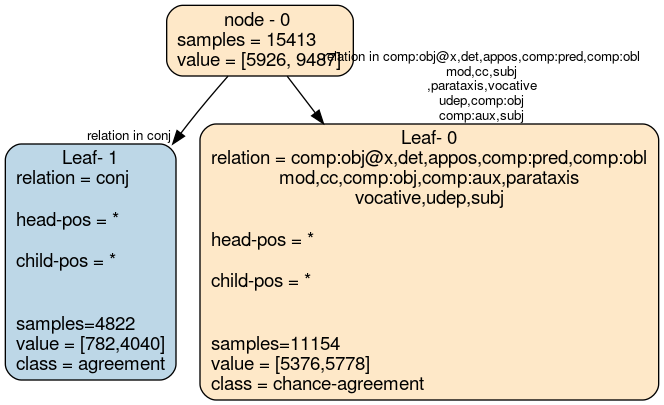 node - 0
samples = 15413
value = [5926, 9487]
relation in comp:obj@x,det,appos,comp:pred,comp:obl
mod,cc,subj
,parataxis,vocative
udep,comp:obj
comp:aux,subj
relation in conj
Leaf- 1
relation = conj
head-pos = *
child-pos = *
samples=4822
value = [782,4040]
class = agreement
Leaf- 0
relation = comp:obj@x,det,appos,comp:pred,comp:obl
mod,cc,comp:obj,comp:aux,parataxis
vocative,udep,subj
head-pos = *
child-pos = *
samples=11154
value = [5376,5778]
class = chance-agreement